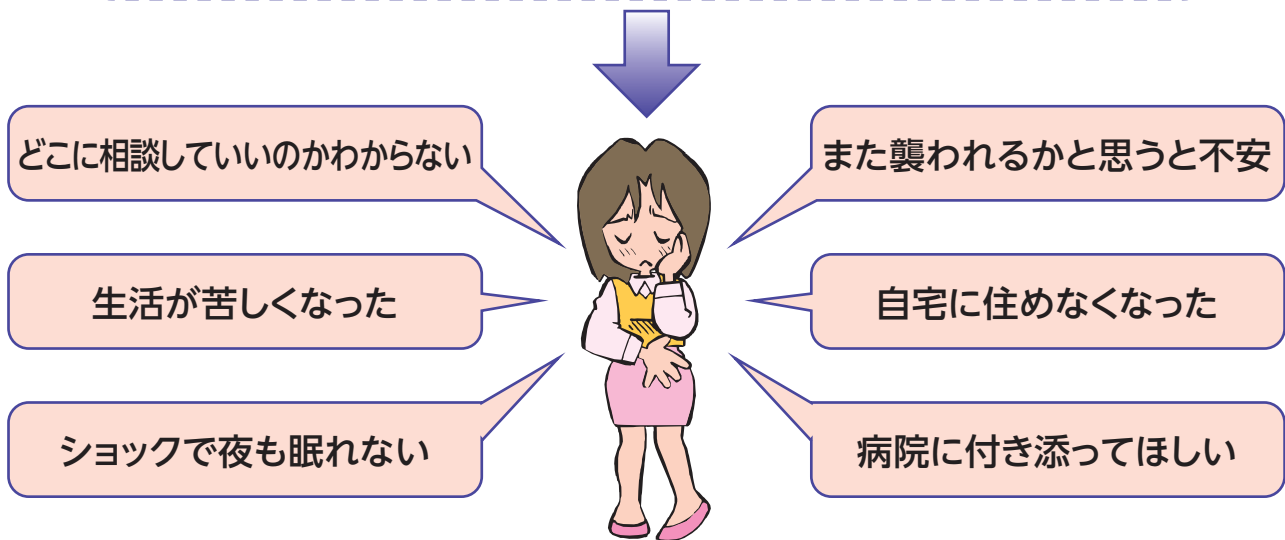 どこに相談していいのかわからない
また襲われるかと思うと不安
生活が苦しくなった
自宅に住めなくなった
ショックで夜も眠れない
病院に付き添ってほしい